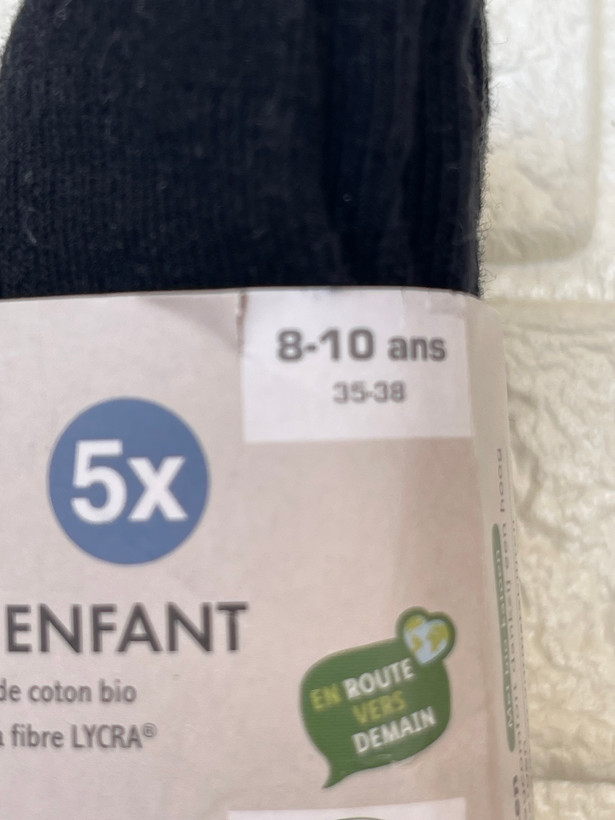 8-10 ans
35-38
5x
ENFANT
de coton bio
fibre LYCRA®
EN ROUTE
VERS
DEMAIN